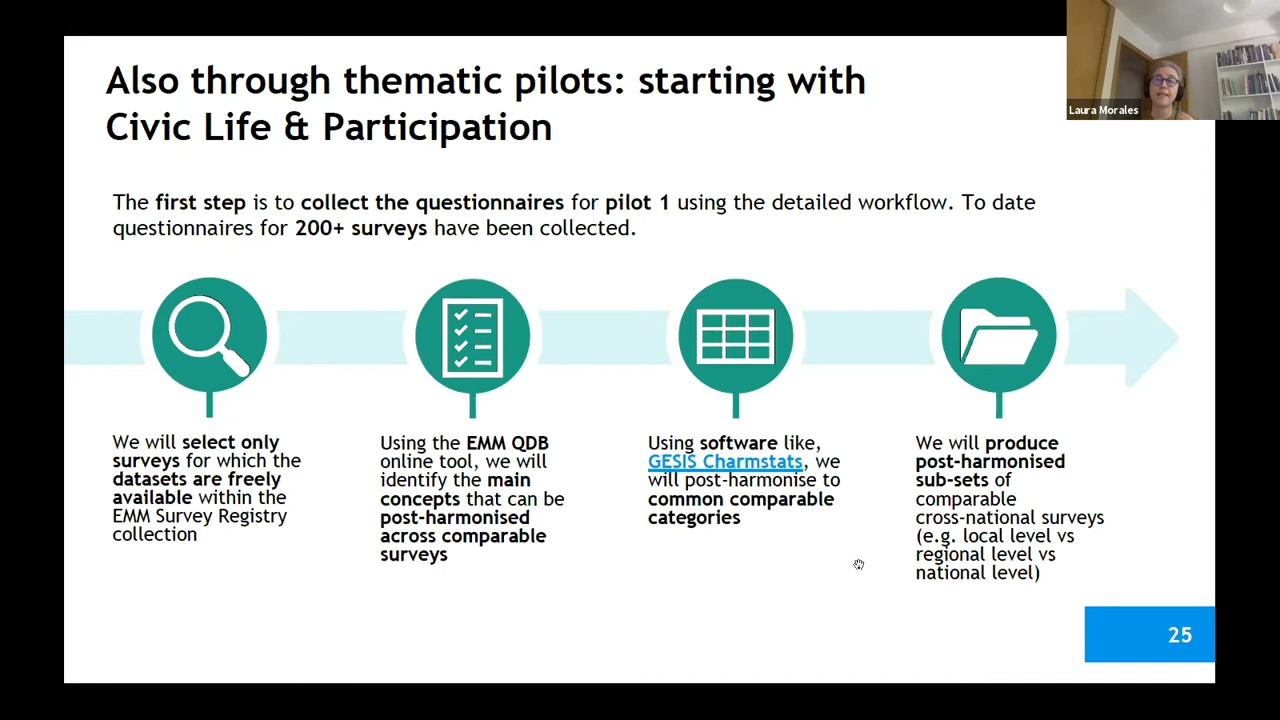 Also through thematic pilots: starting with
Civic Life & Participation
Laura Morales
The first step is to collect the questionnaires for pilot 1 using the detailed workflow. To date
questionnaires for 200+ surveys have been collected.
We will select only
surveys for which the
datasets are freely
available within the
EMM Survey Registry
collection
Using the EMM QDB
online tool, we will
identify the main
concepts that can be
post-harmonised
across comparable
surveys
Using software like,
GESIS Charmstats, we
will post-harmonise to
common comparable
categories
We will produce
post-harmonised
sub-sets of
comparable
cross-national surveys
(e.g. local level vs
regional level vs
national level)
25